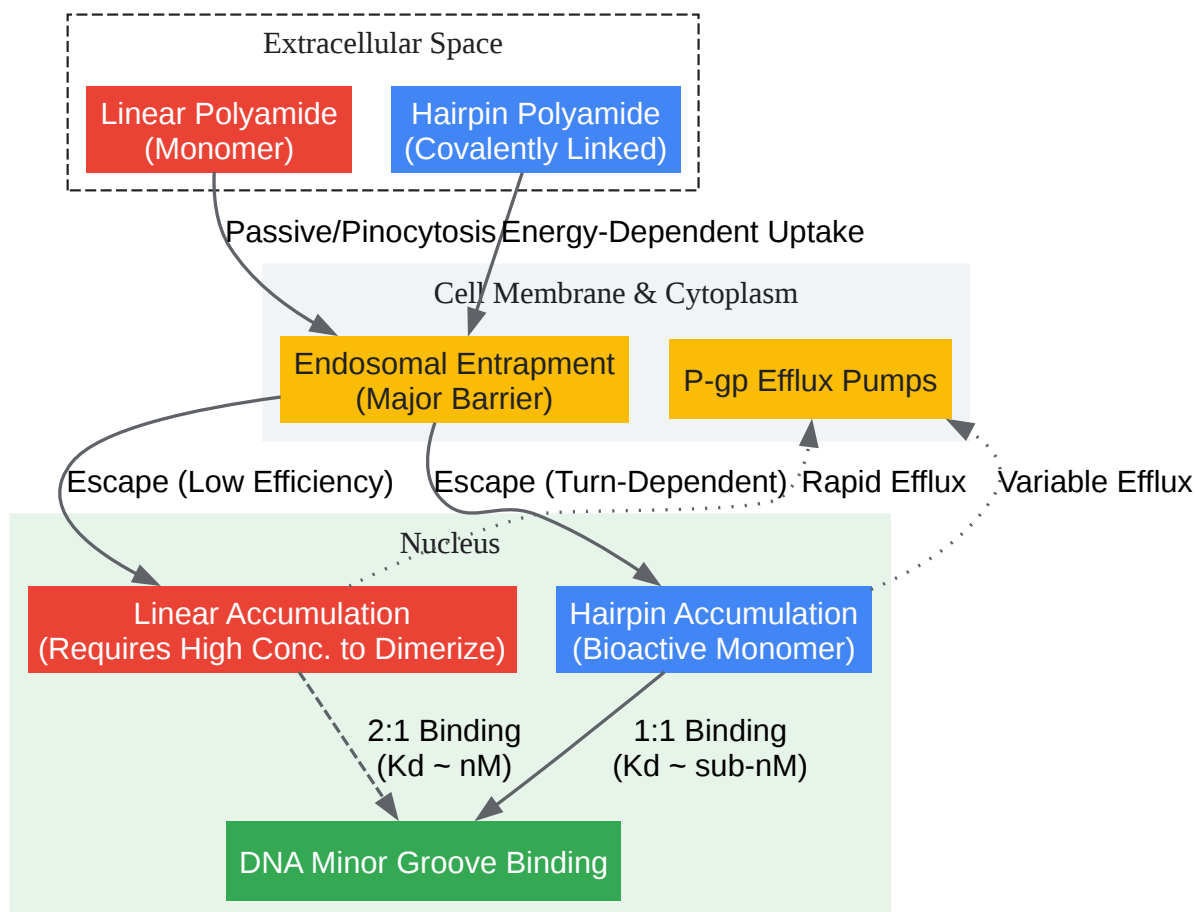 Extracellular Space
Linear Polyamide
(Monomer)
Hairpin Polyamide
(Covalently Linked)
Passive/Pinocytosis
Energy-Dependent Uptake
Cell Membrane & Cytoplasm
Endosomal Entrapment
(Major Barrier)
P-gp Efflux Pumps
Escape (Low Efficiency)
Escape (Turn-Dependent)
Rapid Efflux
Variable Efflux
Nucleus
Linear Accumulation
(Requires High Conc. to Dimerize)
Hairpin Accumulation
(Bioactive Monomer)
2:1 Binding
(Kd ~ nM)
1:1 Binding
(Kd ~ sub-nM)
DNA Minor Groove Binding